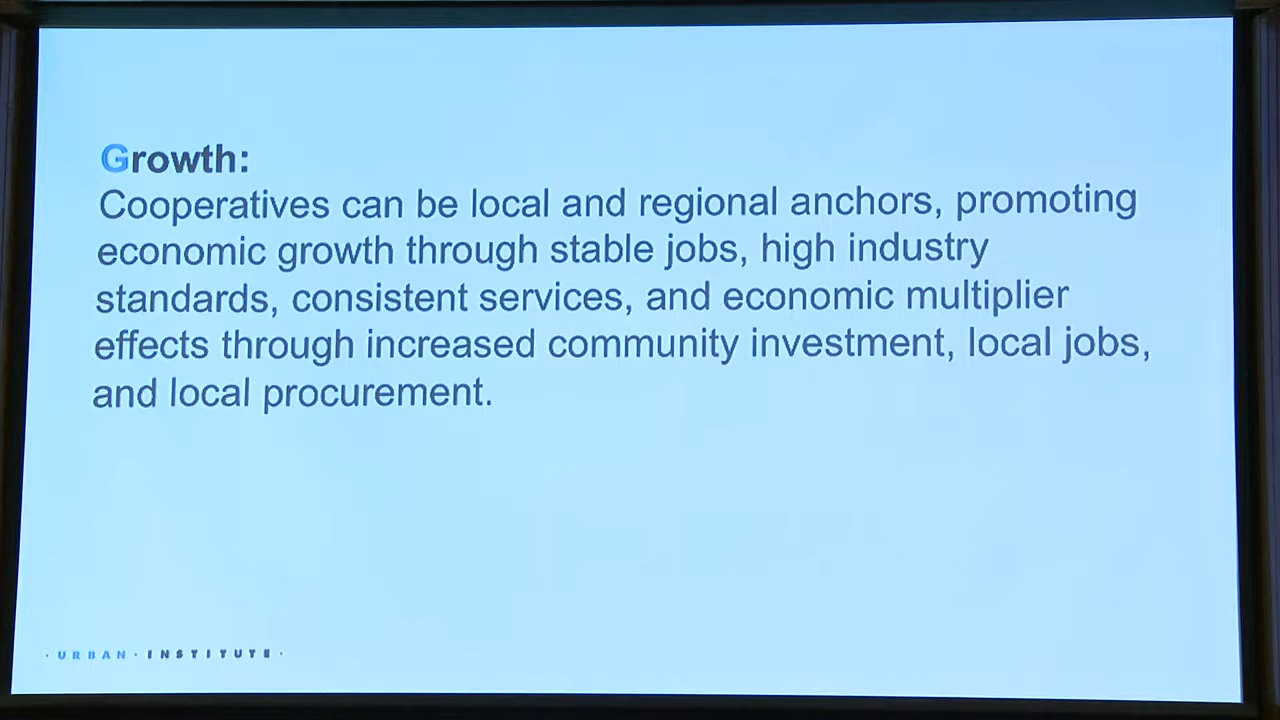 Growth:
Cooperatives can be local and regional anchors, promoting
economic growth through stable jobs, high industry
standards, consistent services, and economic multiplier
effects through increased community investment, local jobs,
and local procurement.
· URBAN · INSTITUTE ·